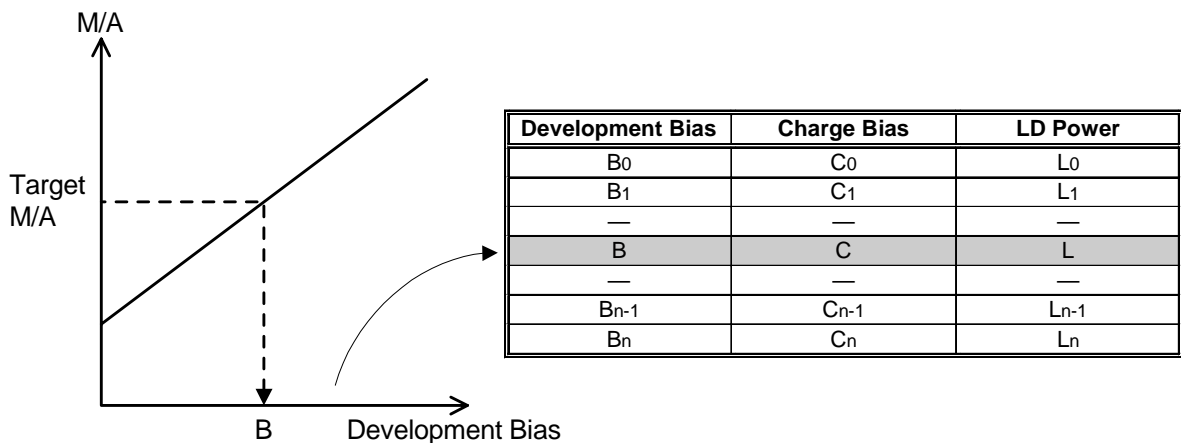 M/A
Target
M/A
B
Development Bias
Development Bias Charge Bias LD Power
B0 C0 L0
B1 C1 L1
— — —
B C L
— — —
Bn-1 Cn-1 Ln-1
Bn Cn Ln